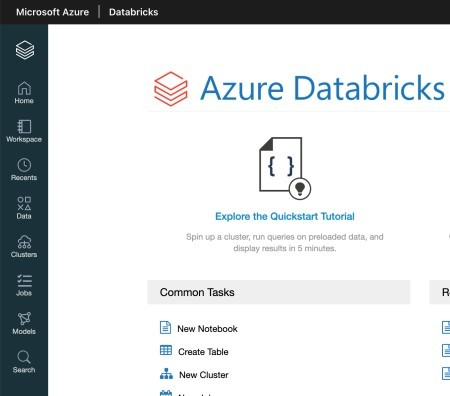 Microsoft Azure | Databricks
Home
Workspace
Recents
Data
Clusters
Jobs
Models
Search
Azure Databricks
{ }
Explore the Quickstart Tutorial
Spin up a cluster, run queries on preloaded data, and
display results in 5 minutes.
Common Tasks
New Notebook
Create Table
New Cluster